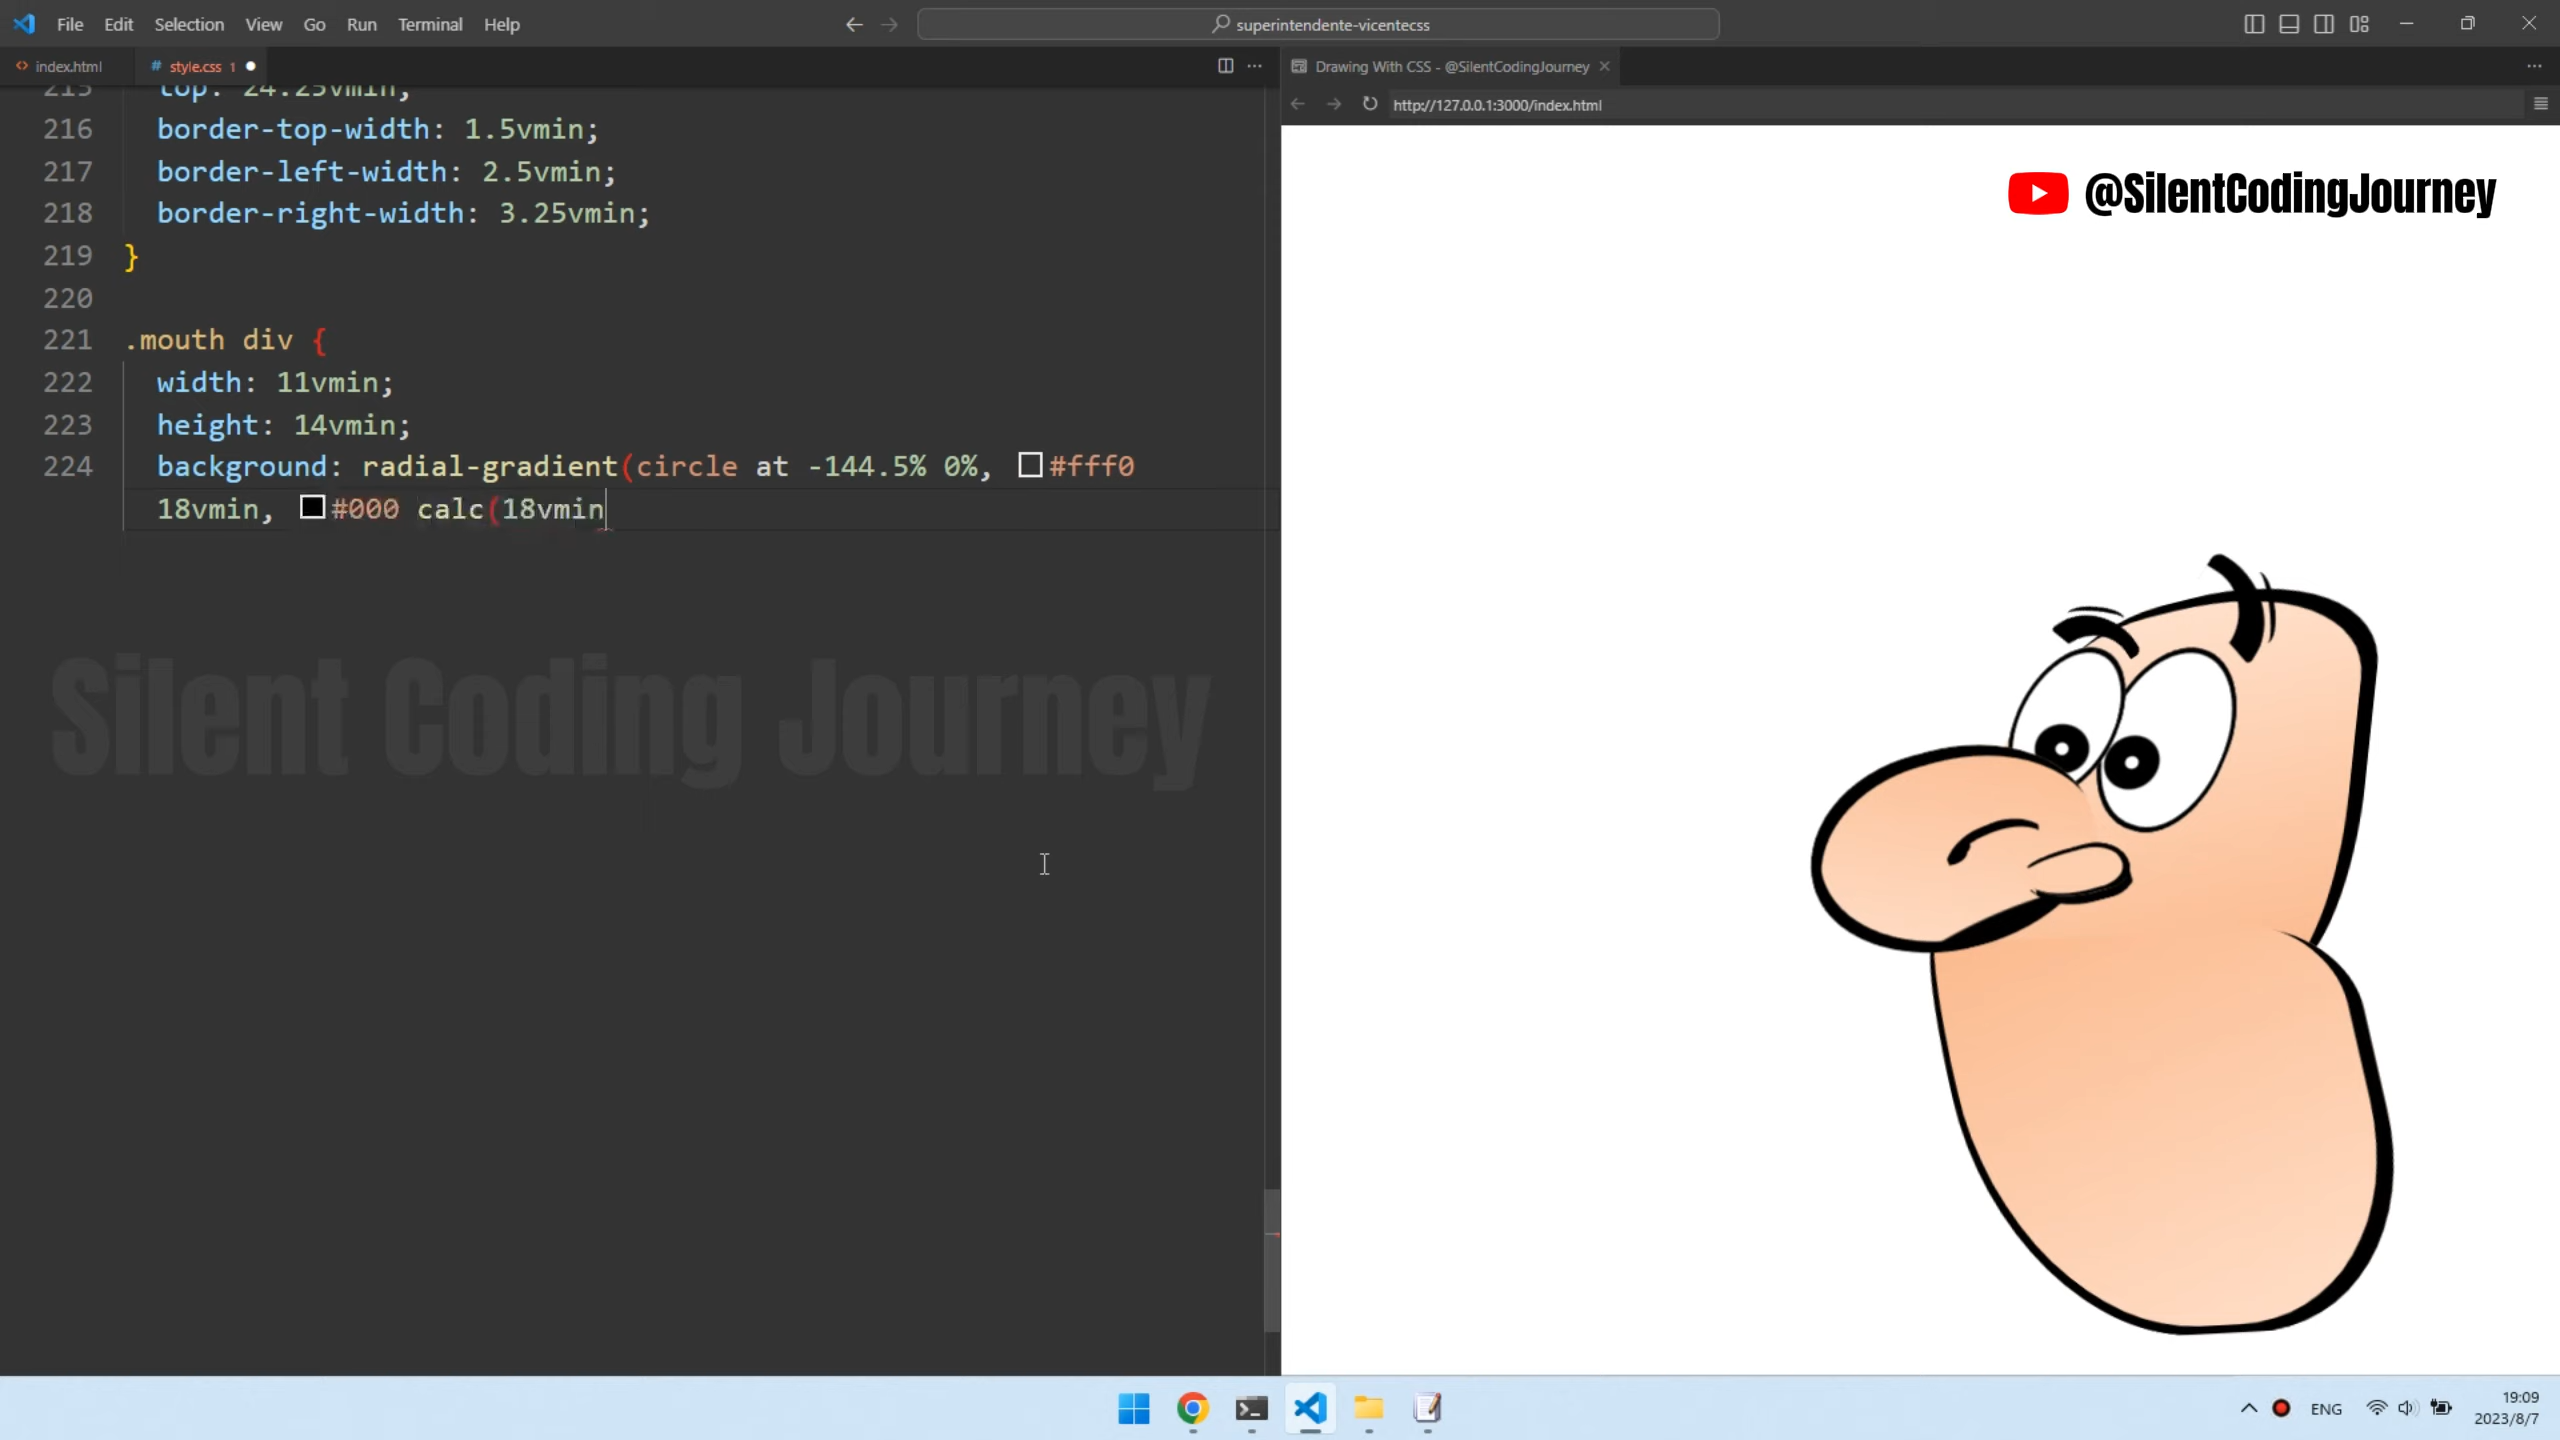 File Edit Selection View Go Run Terminal Help
superintendente-vicentecss
index.html
# style.css 1
Drawing With CSS - @SilentCodingJourney
http://127.0.0.1:3000/index.html
215 top: 24.25vmin;
216 border-top-width: 1.5vmin;
217 border-left-width: 2.5vmin;
218 border-right-width: 3.25vmin;
219 }
220
221 .mouth div {
222 width: 11vmin;
223 height: 14vmin;
224 background: radial-gradient(circle at -144.5% 0%, #fff0
18vmin, #000 calc(18vmin
@SilentCodingJourney
Silent Coding Journey
ENG
19:09
2023/8/7